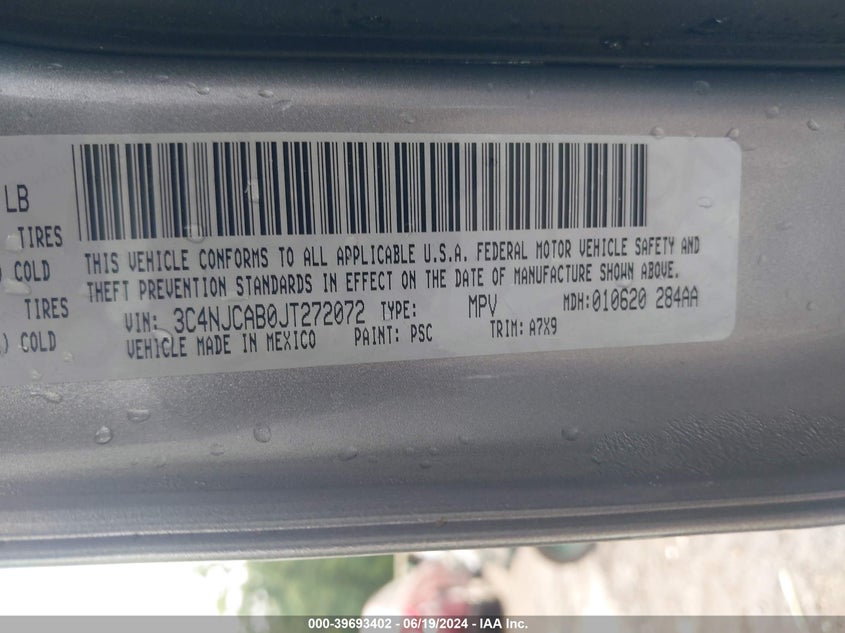 LB
TIRES
COLD
TIRES
) COLD
THIS VEHICLE CONFORMS TO ALL APPLICABLE U.S.A. FEDERAL MOTOR VEHICLE SAFETY AND
THEFT PREVENTION STANDARDS IN EFFECT ON THE DATE OF MANUFACTURE SHOWN ABOVE.
VIN: 3C4NJCAB0JT272072 TYPE: MPV MDH:010620 284AA
VEHICLE MADE IN MEXICO PAINT: PSC TRIM: A7X9
000-39693402 - 06/19/2024 - IAA Inc.